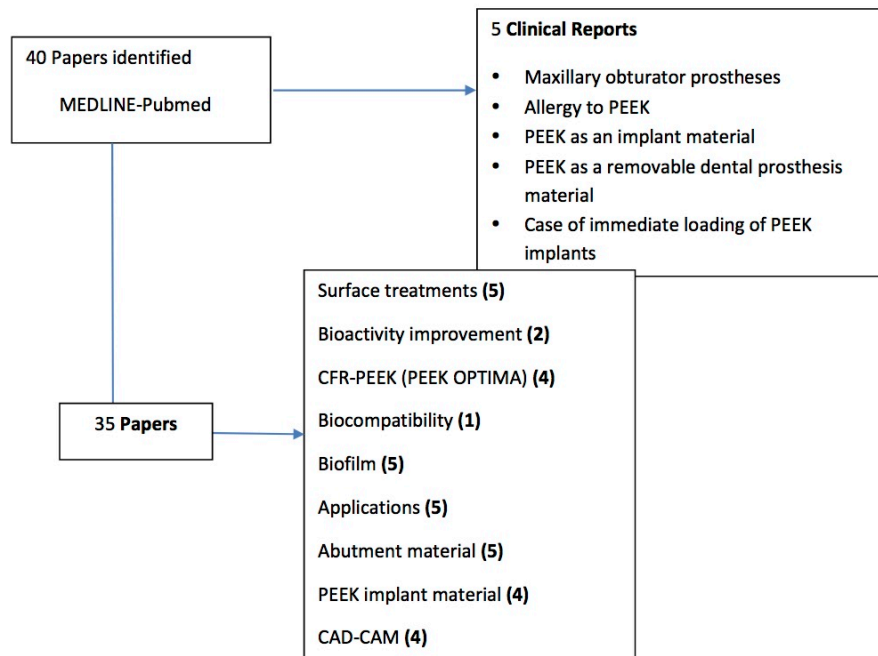 40 Papers identified
MEDLINE-Pubmed
5 Clinical Reports
• Maxillary obturator prostheses
• Allergy to PEEK
• PEEK as an implant material
• PEEK as a removable dental prosthesis
material
• Case of immediate loading of PEEK
implants
35 Papers
Surface treatments (5)
Bioactivity improvement (2)
CFR-PEEK (PEEK OPTIMA) (4)
Biocompatibility (1)
Biofilm (5)
Applications (5)
Abutment material (5)
PEEK implant material (4)
CAD-CAM (4)